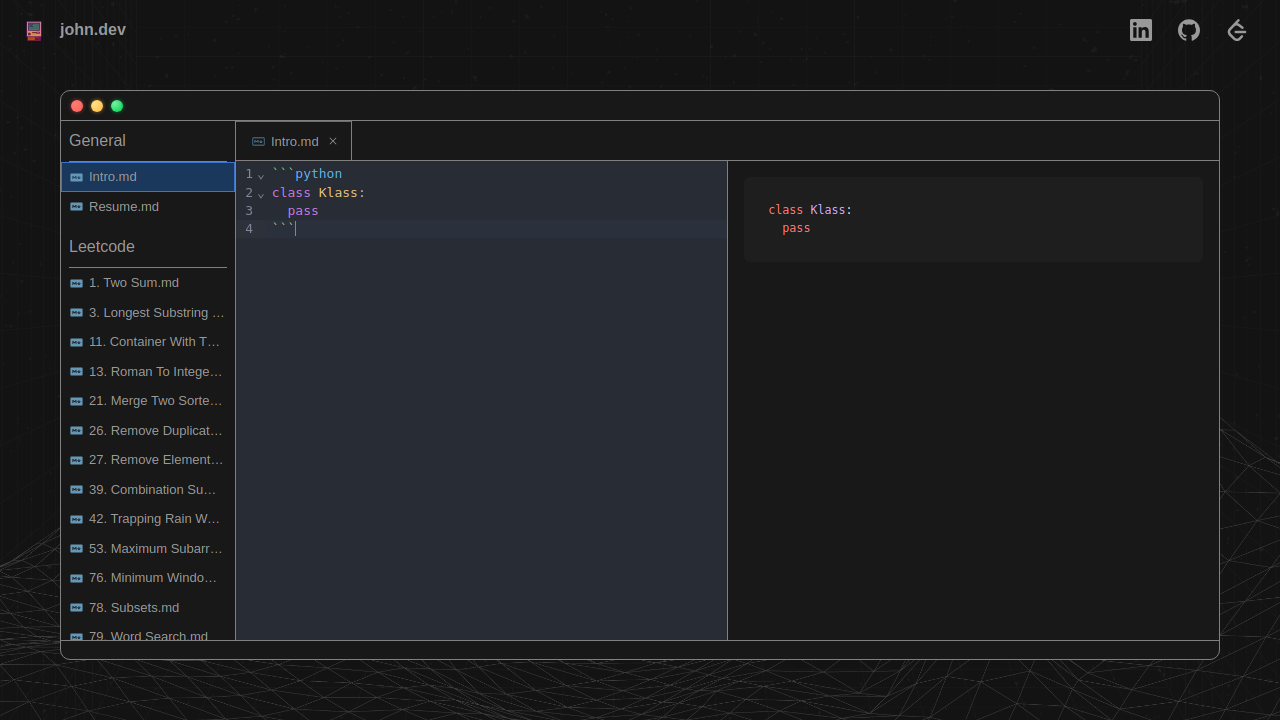 john.dev
General
Intro.md
Resume.md
Leetcode
1. Two Sum.md
3. Longest Substring ...
11. Container With T...
13. Roman To Intege...
21. Merge Two Sorte...
26. Remove Duplicat...
27. Remove Element...
39. Combination Su...
42. Trapping Rain W...
53. Maximum Subarr...
76. Minimum Windo...
78. Subsets.md
79. Word Search.md
Intro.md ×
1 ```python
2 class Klass:
3   pass
4 ```
class Klass:
  pass